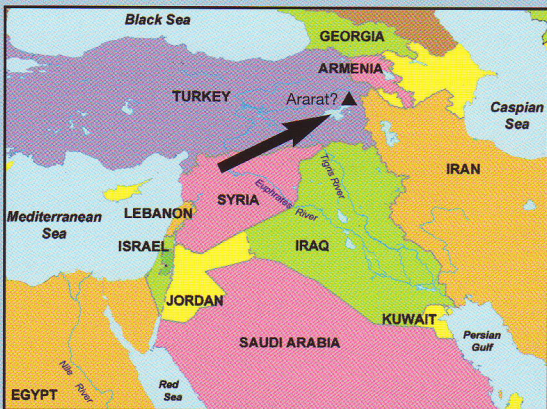 Black Sea
GEORGIA
ARMENIA
TURKEY
Ararat?
Caspian
Sea
IRAN
Tigris River
SYRIA
Euphrates
River
LEBANON
Mediterranean
Sea
ISRAEL
IRAQ
JORDAN
KUWAIT
SAUDI ARABIA
Persian
Gulf
Nile
River
Red
Sea
EGYPT